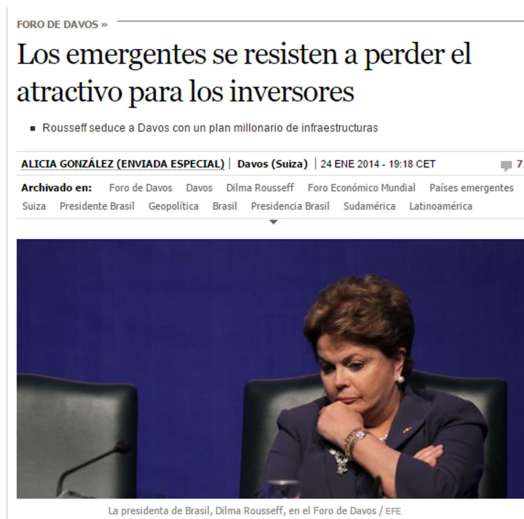 FORO DE DAVOS »
Los emergentes se resisten a perder el
atractivo para los inversores
Rousseff seduce a Davos con un plan millonario de infraestructuras
ALICIA GONZÁLEZ (ENVIADA ESPECIAL) | Davos (Suiza) | 24 ENE 2014 - 19:18 CET
Archivado en: Foro de Davos Davos Dilma Rousseff Foro Económico Mundial Países emergentes
Suiza Presidente Brasil Geopolítica Brasil Presidencia Brasil Sudamérica Latinoamérica
La presidenta de Brasil, Dilma Rousseff, en el Foro de Davos / EFE